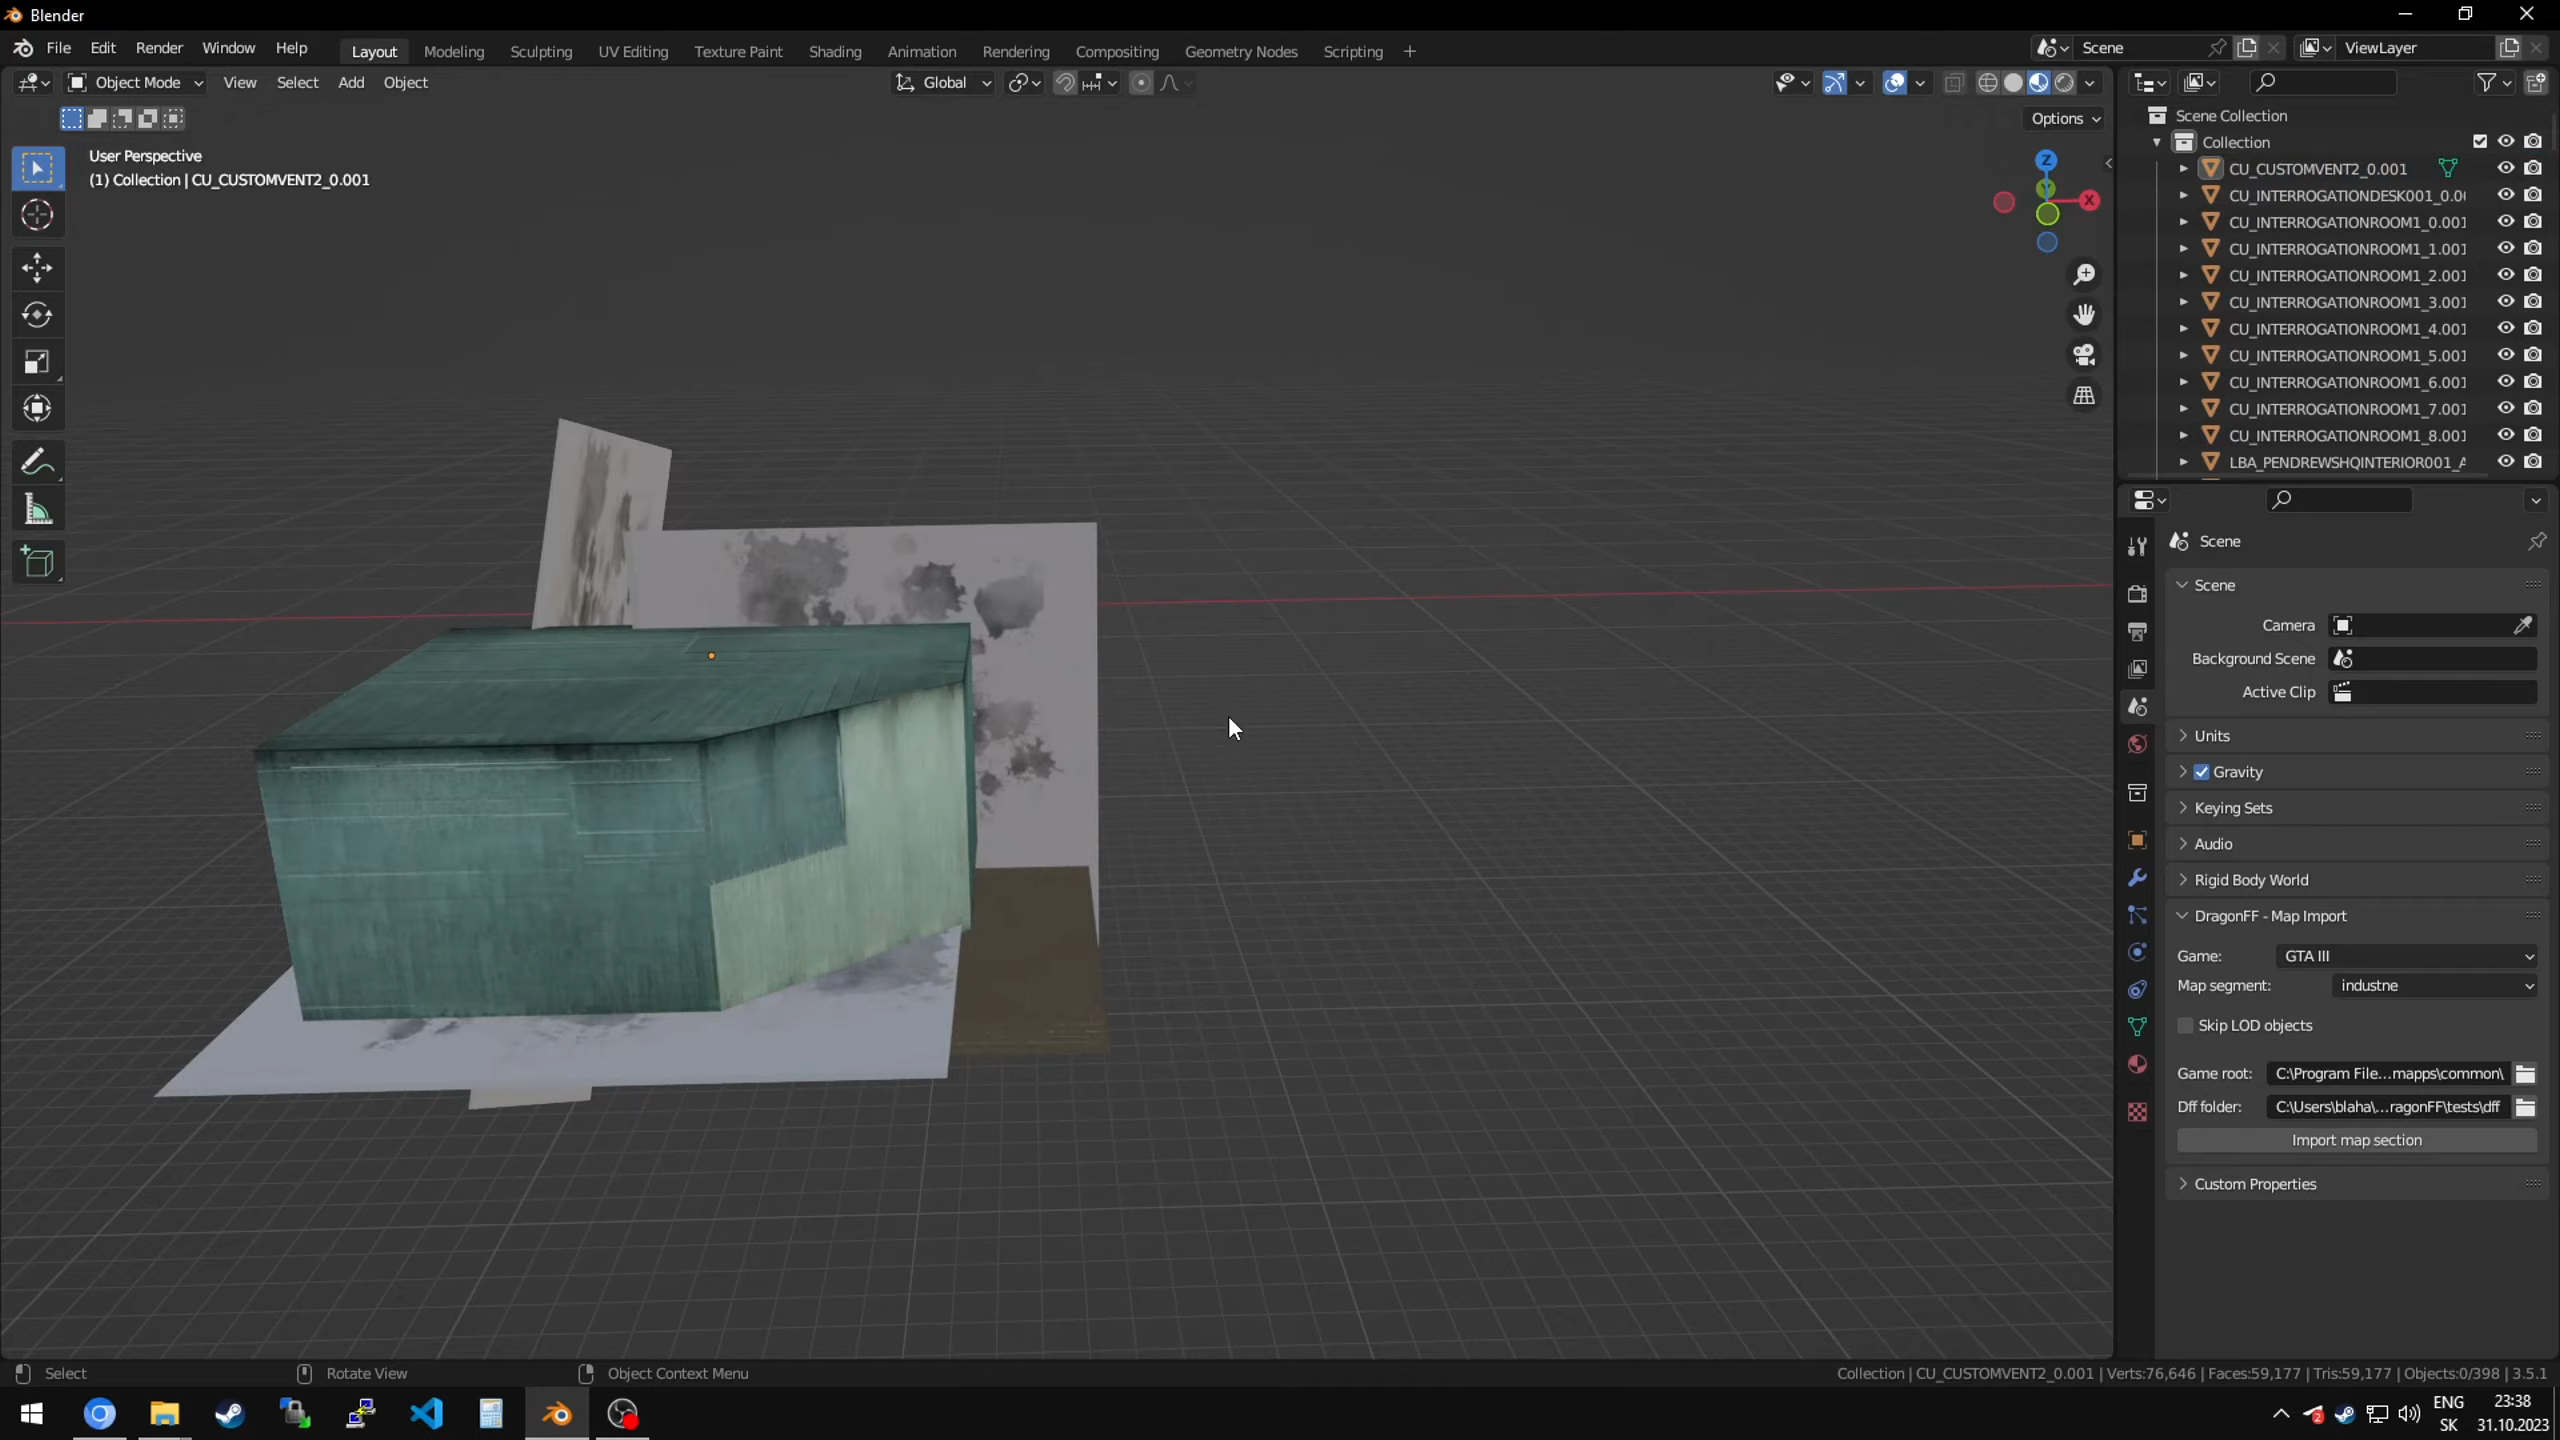 Blender
File Edit Render Window Help
Layout Modeling Sculpting UV Editing Texture Paint Shading Animation Rendering Compositing Geometry Nodes Scripting +
Scene
ViewLayer
Object Mode View Select Add Object
Global
Options
User Perspective
(1) Collection | CU_CUSTOMVENT2_0.001
Z
Y
X
Scene Collection
Collection
CU_CUSTOMVENT2_0.001
CU_INTERROGATIONDESK001_0.00
CU_INTERROGATIONROOM1_0.001
CU_INTERROGATIONROOM1_1.001
CU_INTERROGATIONROOM1_2.001
CU_INTERROGATIONROOM1_3.001
CU_INTERROGATIONROOM1_4.001
CU_INTERROGATIONROOM1_5.001
CU_INTERROGATIONROOM1_6.001
CU_INTERROGATIONROOM1_7.001
CU_INTERROGATIONROOM1_8.001
LBA_PENDREWSHQINTERIOR001_A
Scene
Scene
Camera
Background Scene
Active Clip
Units
Gravity
Keying Sets
Audio
Rigid Body World
DragonFF - Map Import
Game: GTA III
Map segment: industne
Skip LOD objects
Game root: C:\Program File...mapps\common\
Dff folder: C:\Users\blaha\...ragonFF\tests\dff
Import map section
Custom Properties
Select Rotate View Object Context Menu
Collection | CU_CUSTOMVENT2_0.001 | Verts:76,646 | Faces:59,177 | Tris:59,177 | Objects:0/398 | 3.5.1
2
ENG
SK
23:38
31.10.2023